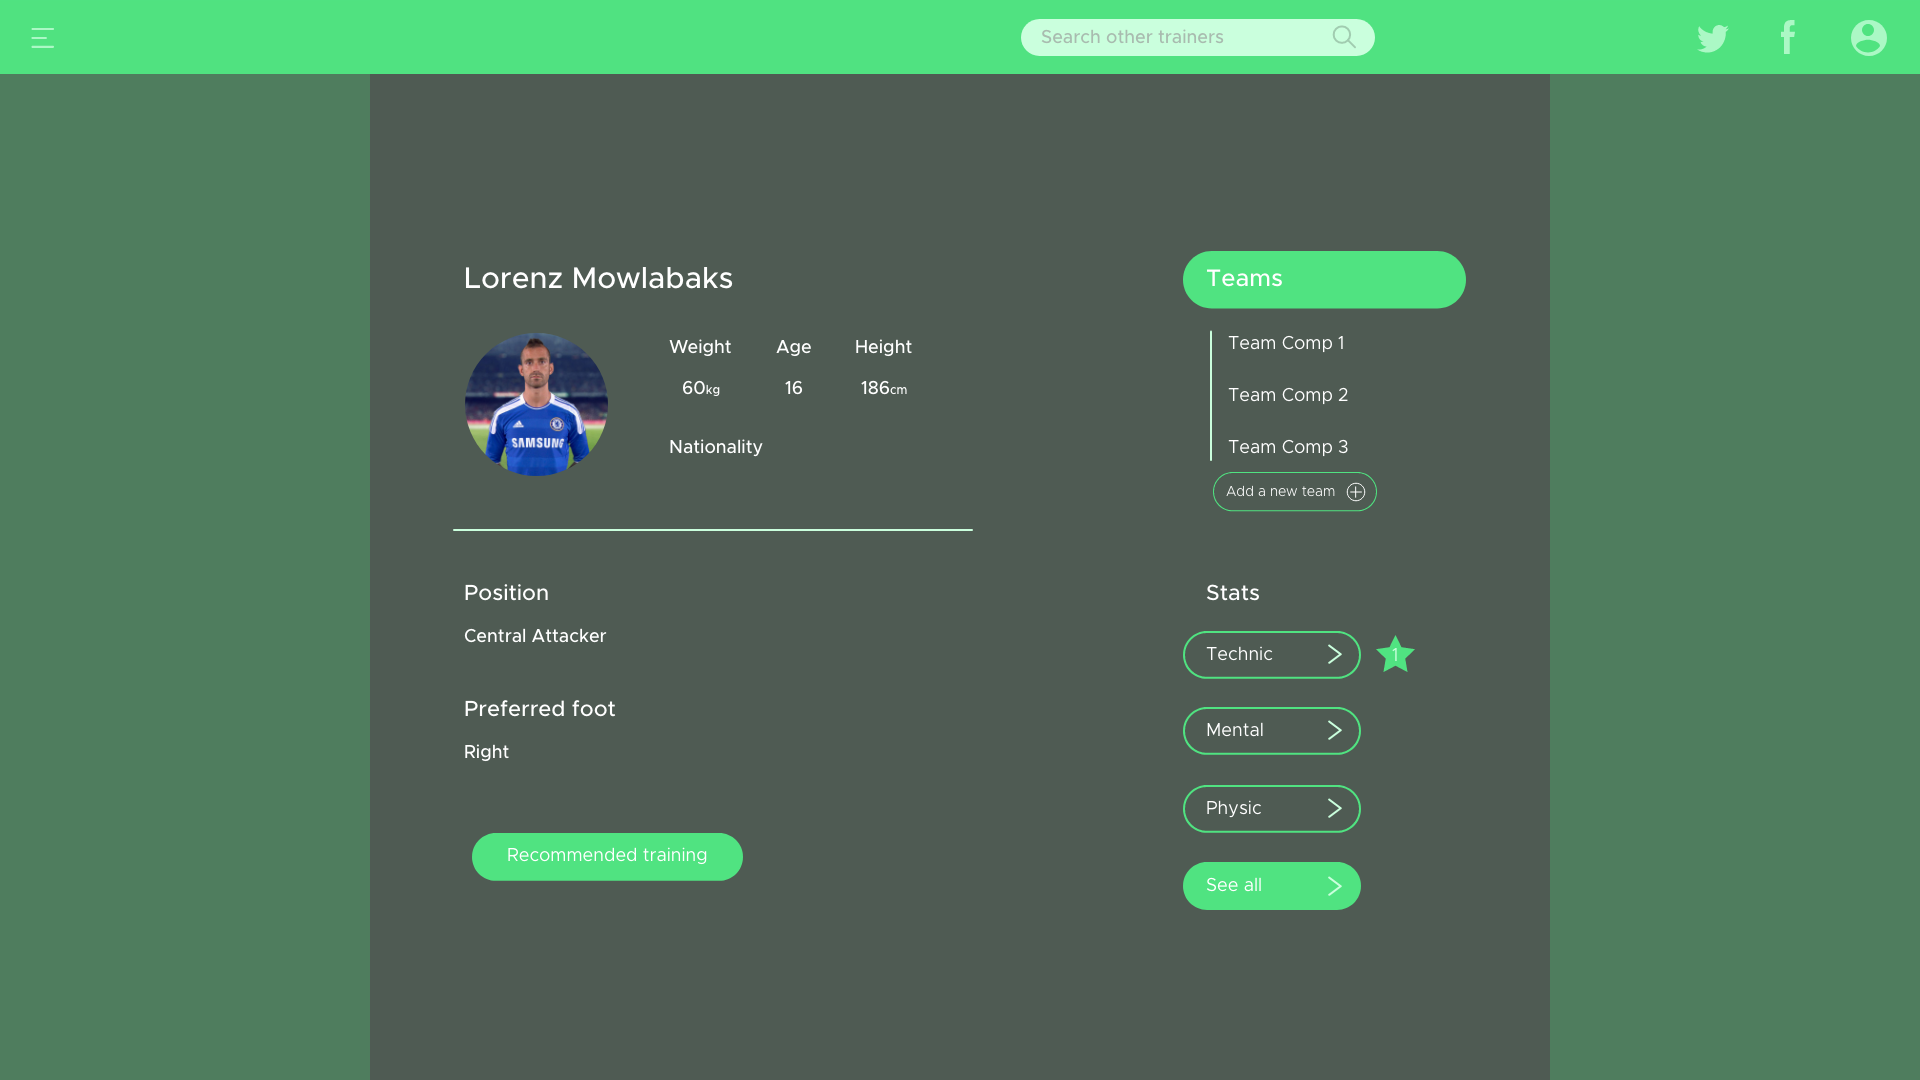 Search other trainers
Lorenz Mowlabaks
Weight Age Height
60kg 16 186cm
Nationality
SAMSUNG
Position
Central Attacker
Preferred foot
Right
Recommended training
Teams
Team Comp 1
Team Comp 2
Team Comp 3
Add a new team
Stats
Technic
1
Mental
Physic
See all